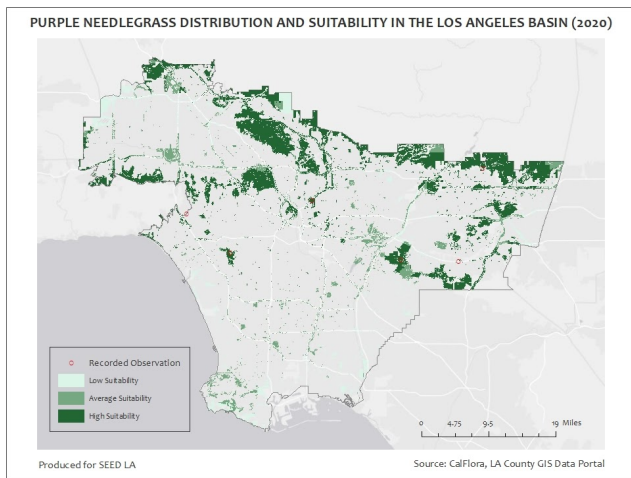 PURPLE NEEDLEGRASS DISTRIBUTION AND SUITABILITY IN THE LOS ANGELES BASIN (2020)
Recorded Observation
Low Suitability
Average Suitability
High Suitability
0 4.75 9.5 19 Miles
Produced for SEED LA
Source: CalFlora, LA County GIS Data Portal